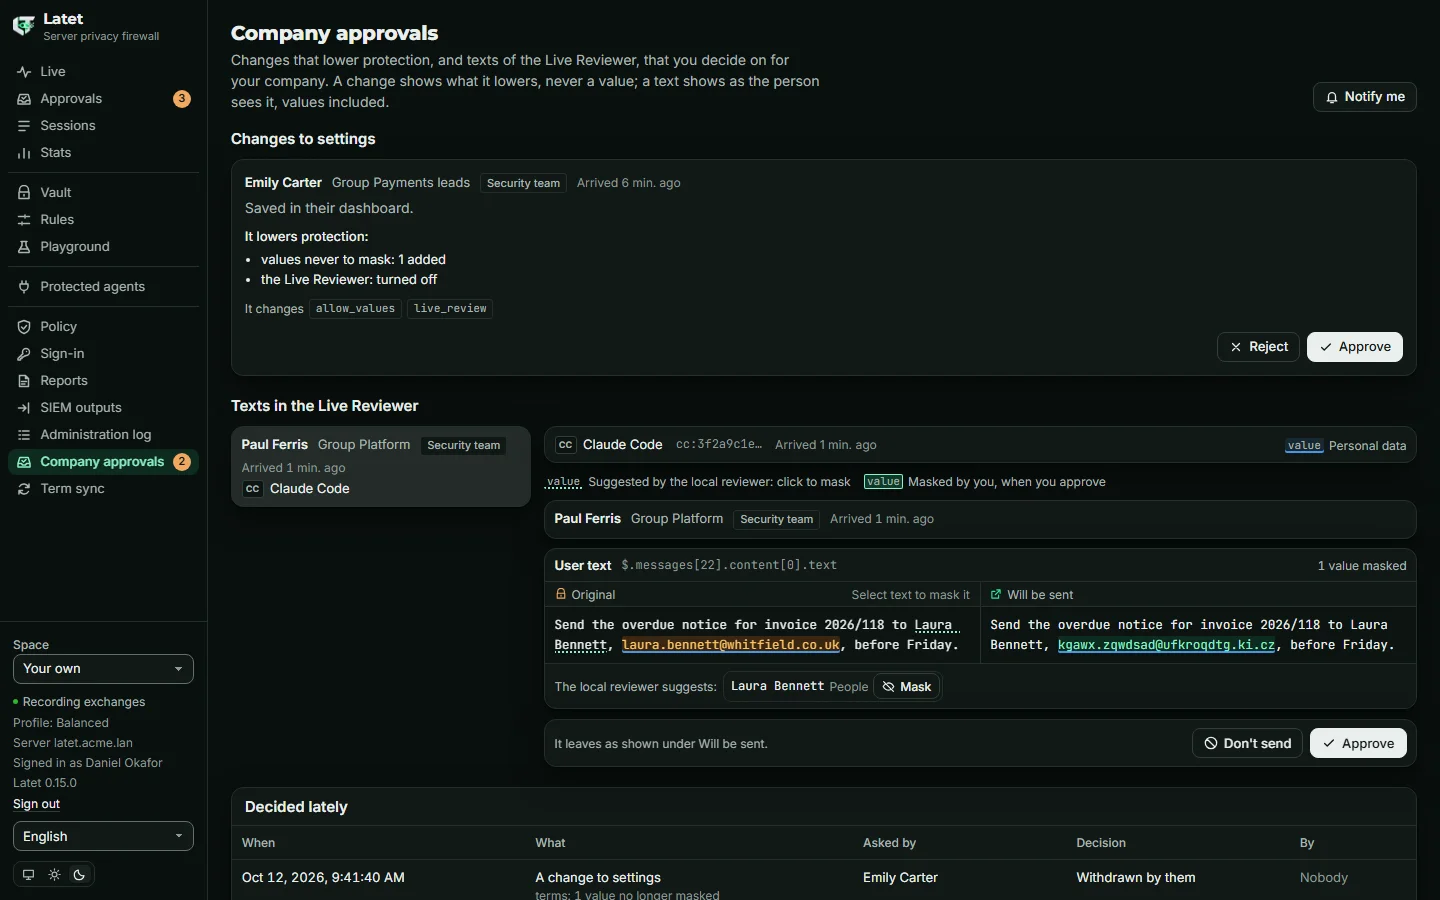 Latet
Server privacy firewall
Live
Approvals 3
Sessions
Stats
Vault
Rules
Playground
Protected agents
Policy
Sign-in
Reports
SIEM outputs
Administration log
Company approvals 2
Term sync
Space
Your own
Recording exchanges
Profile: Balanced
Server latet.acme.lan
Signed in as Daniel Okafor
Latet 0.15.0
Sign out
English
Company approvals
Changes that lower protection, and texts of the Live Reviewer, that you decide on for
your company. A change shows what it lowers, never a value; a text shows as the person
sees it, values included.
Notify me
Changes to settings
Emily Carter Group Payments leads Security team Arrived 6 min. ago
Saved in their dashboard.
It lowers protection:
• values never to mask: 1 added
• the Live Reviewer: turned off
It changes allow_values live_review
Reject Approve
Texts in the Live Reviewer
Paul Ferris Group Platform Security team
Arrived 1 min. ago
CC Claude Code
CC Claude Code cc:3f2a9c1e… Arrived 1 min. ago value Personal data
value Suggested by the local reviewer: click to mask value Masked by you, when you approve
Paul Ferris Group Platform Security team Arrived 1 min. ago
User text $.messages[22].content[0].text 1 value masked
Original Select text to mask it
Send the overdue notice for invoice 2026/118 to Laura
Bennett, laura.bennett@whitfield.co.uk, before Friday.
Will be sent
Send the overdue notice for invoice 2026/118 to Laura
Bennett, kgawx.zqwdsad@ufkroqdtg.ki.cz, before Friday.
The local reviewer suggests: Laura Bennett People Mask
It leaves as shown under Will be sent. Don't send Approve
Decided lately
When What Asked by Decision By
Oct 12, 2026, 9:41:40 AM A change to settings Emily Carter Withdrawn by them Nobody
terms: 1 value no longer masked